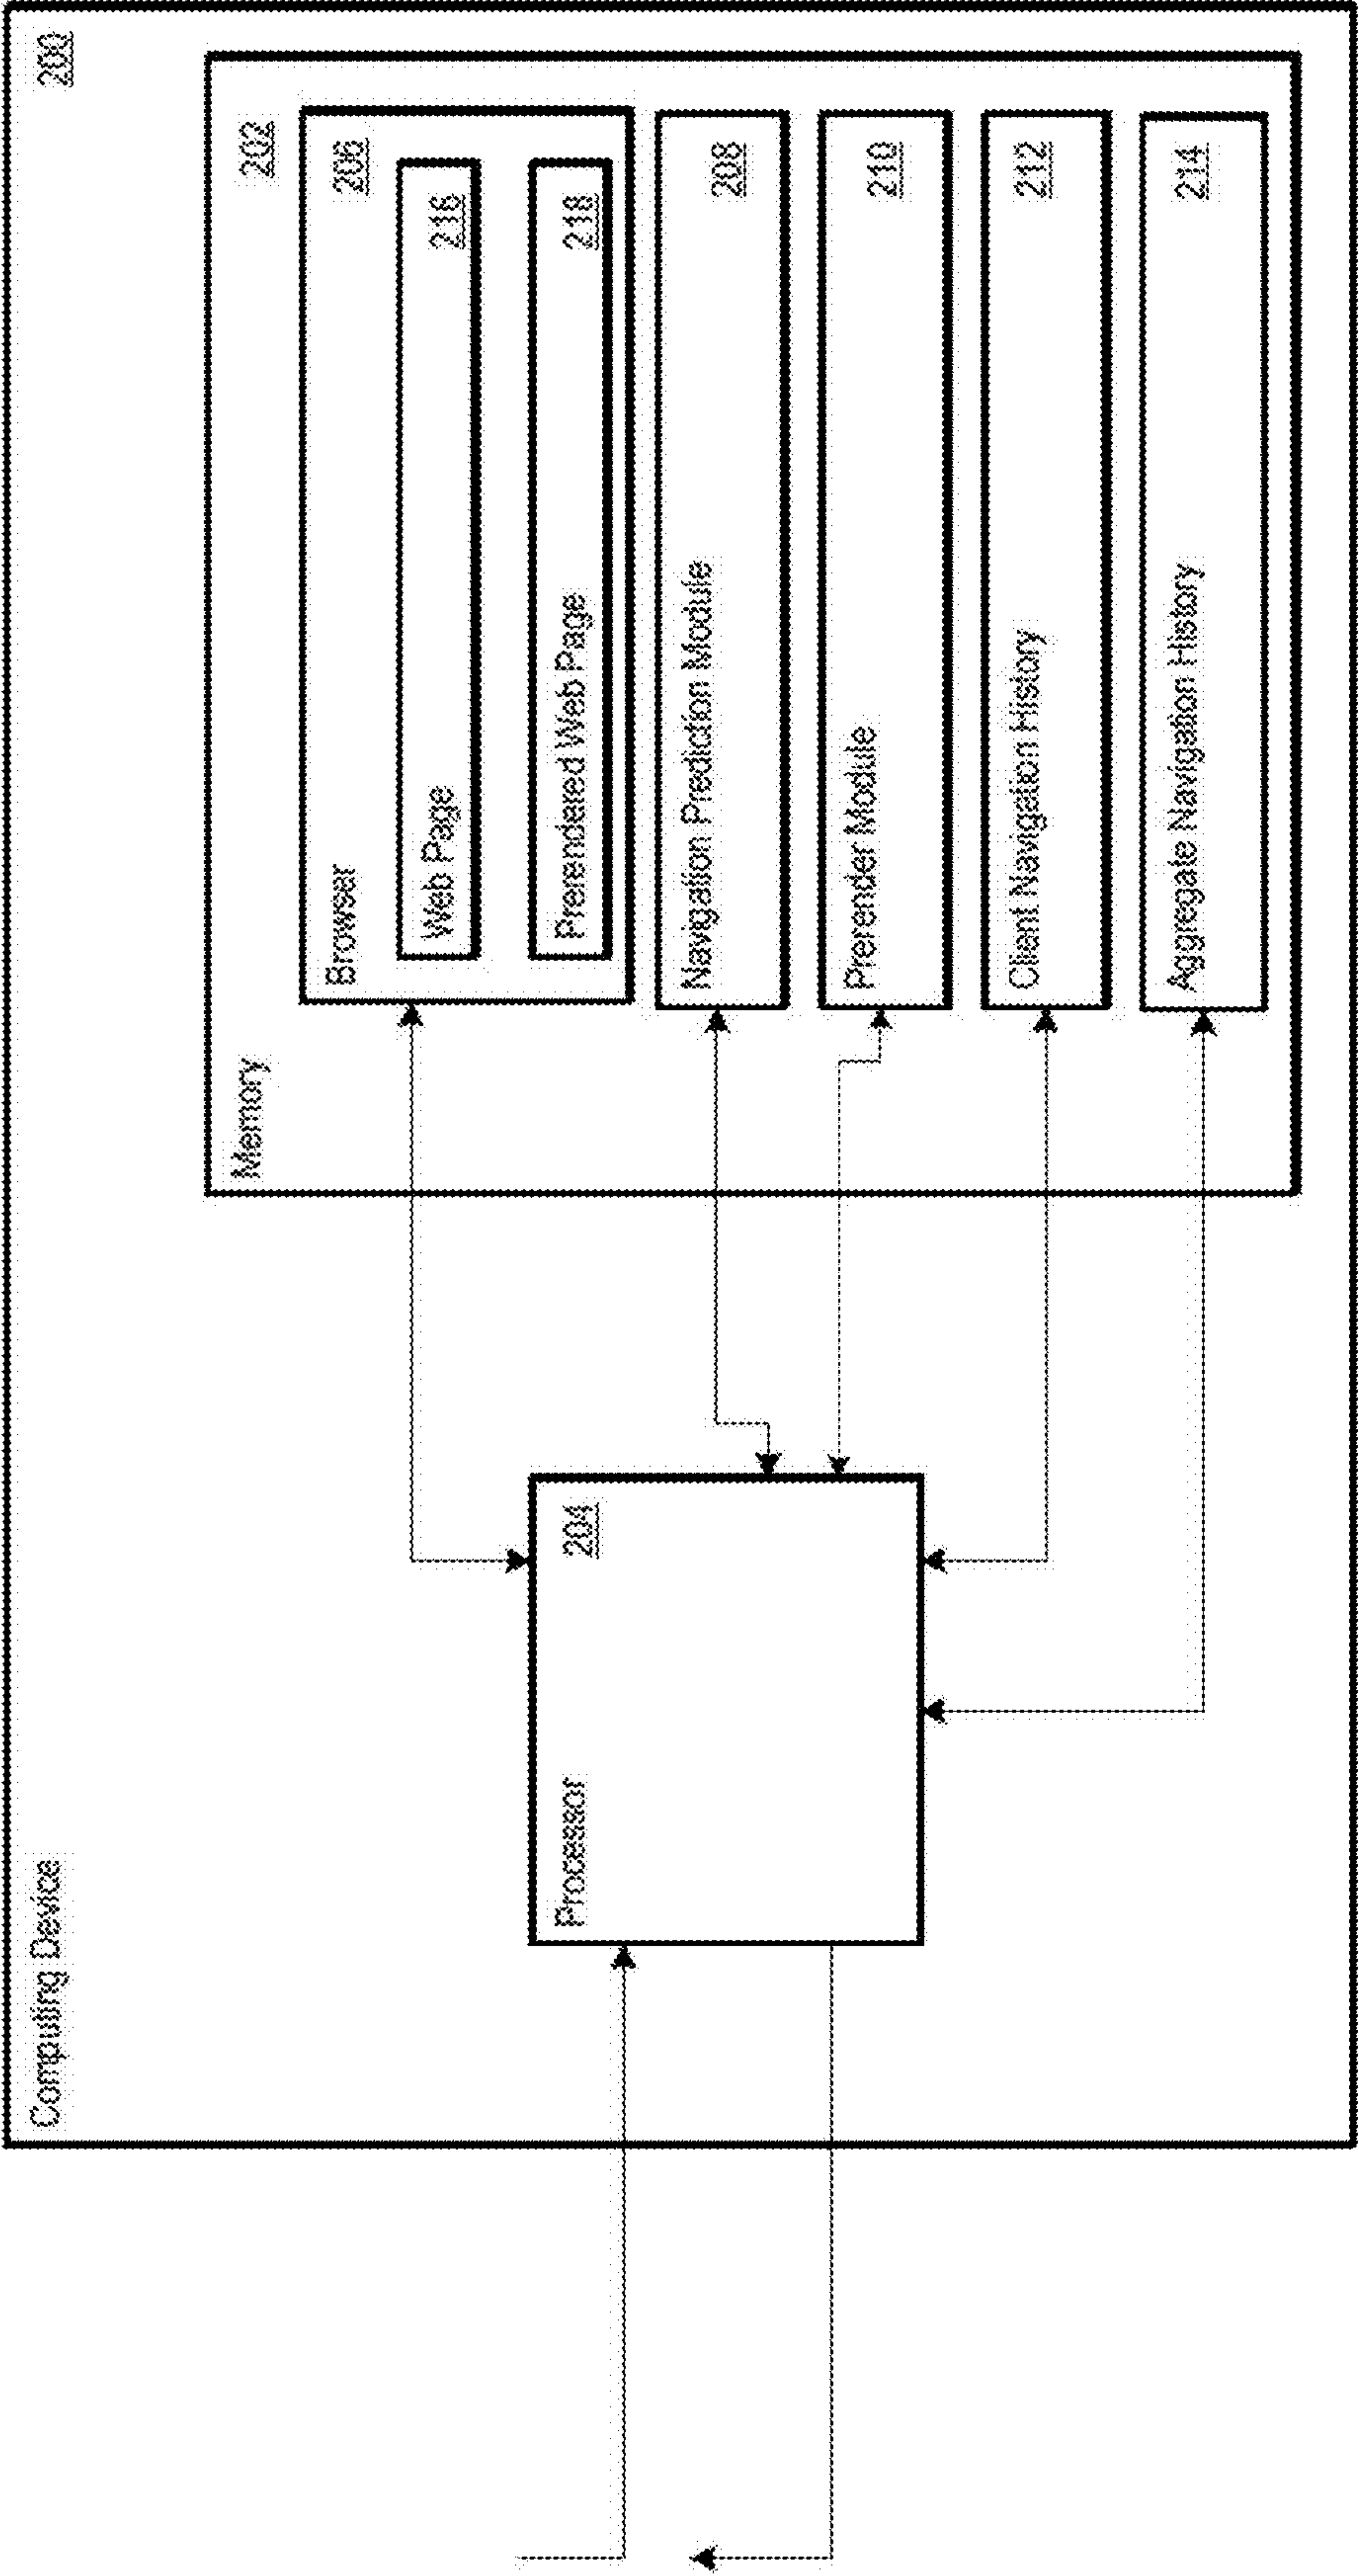 Computing Device 200
Memory 202
Browser 206
Web Page 216
Prerendered Web Page 218
Processor 204
Navigation Prediction Module 208
Prerender Module 210
Client Navigation History 212
Aggregate Navigation History 214